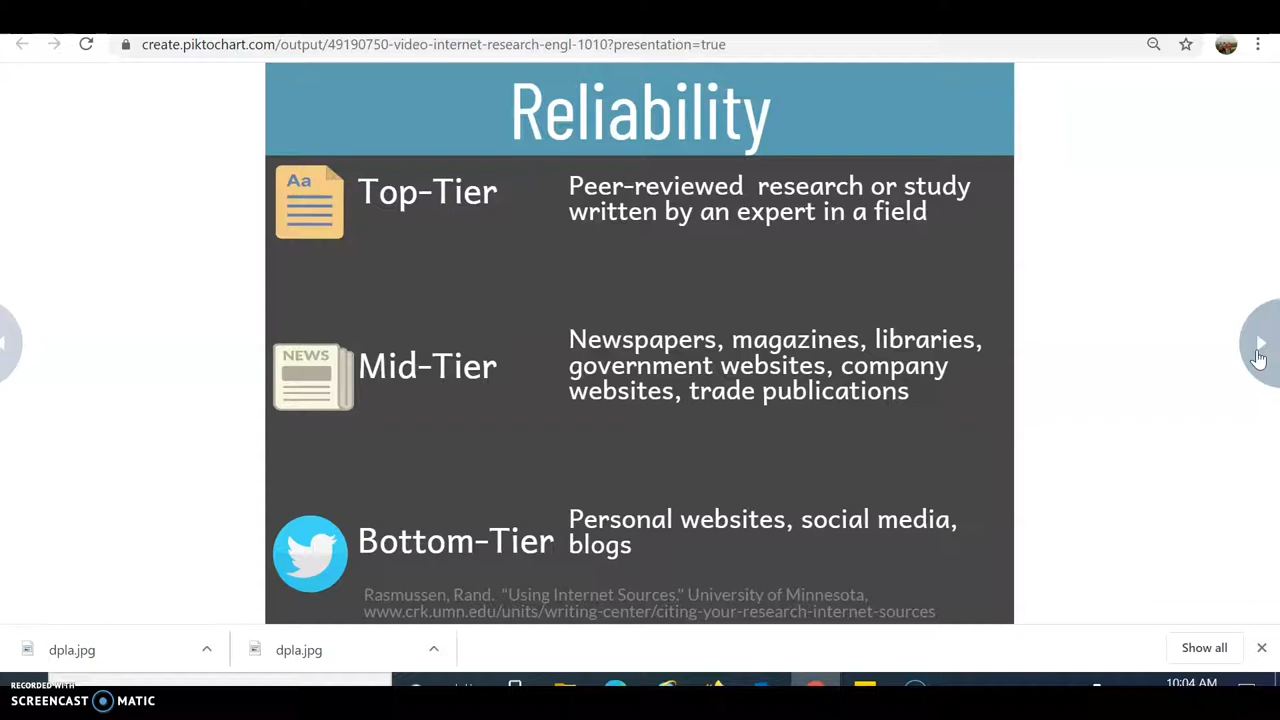 create.piktochart.com/output/49190750-video-internet-research-engl-1010?presentation=true
Reliability
Aa
Top-Tier
Peer-reviewed research or study
written by an expert in a field
NEWS
Mid-Tier
Newspapers, magazines, libraries,
government websites, company
websites, trade publications
Bottom-Tier
Personal websites, social media,
blogs
Rasmussen, Rand. "Using Internet Sources." University of Minnesota,
www.crk.umn.edu/units/writing-center/citing-your-research-internet-sources
dpla.jpg
dpla.jpg
Show all
RECORDED WITH
SCREENCAST MATIC
10:04 AM